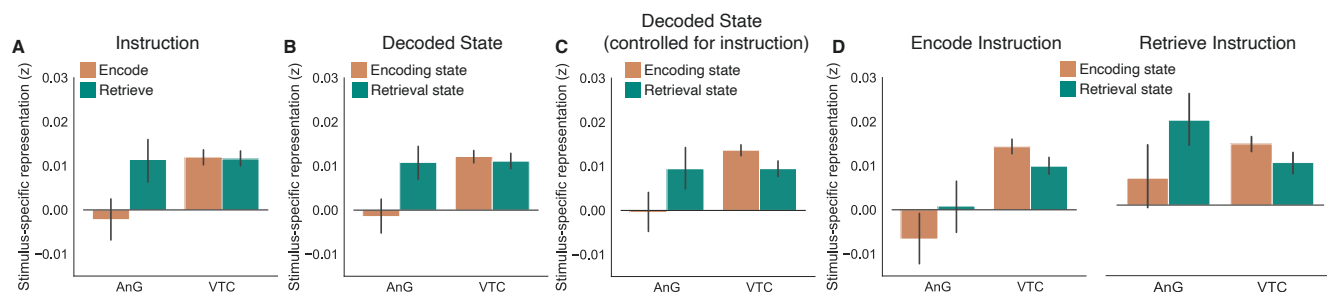 A
Instruction
Encode
Retrieve
Stimulus-specific representation (z)
0.03
0.02
0.01
0.00
−0.01
AnG
VTC
B
Decoded State
Encoding state
Retrieval state
Stimulus-specific representation (z)
0.03
0.02
0.01
0.00
−0.01
AnG
VTC
C
Decoded State
(controlled for instruction)
Encoding state
Retrieval state
Stimulus-specific representation (z)
0.03
0.02
0.01
0.00
−0.01
AnG
VTC
D
Encode Instruction
Retrieve Instruction
Encoding state
Retrieval state
Stimulus-specific representation (z)
0.03
0.02
0.01
0.00
−0.01
AnG
VTC
AnG
VTC